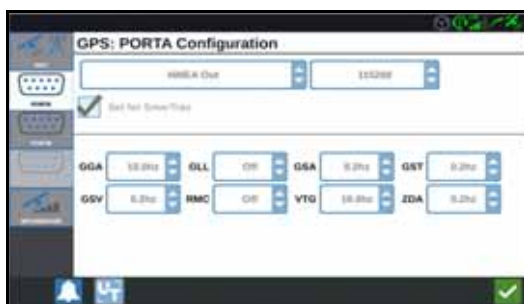 GPS: PORTA Configuration
NMEA Out 115200
Set for SmarTrax
GGA 10.0hz GLL Off GSA 0.2hz GST 0.2hz
GSV 0.2hz RMC Off VTG 10.0hz ZDA 0.2hz
UT